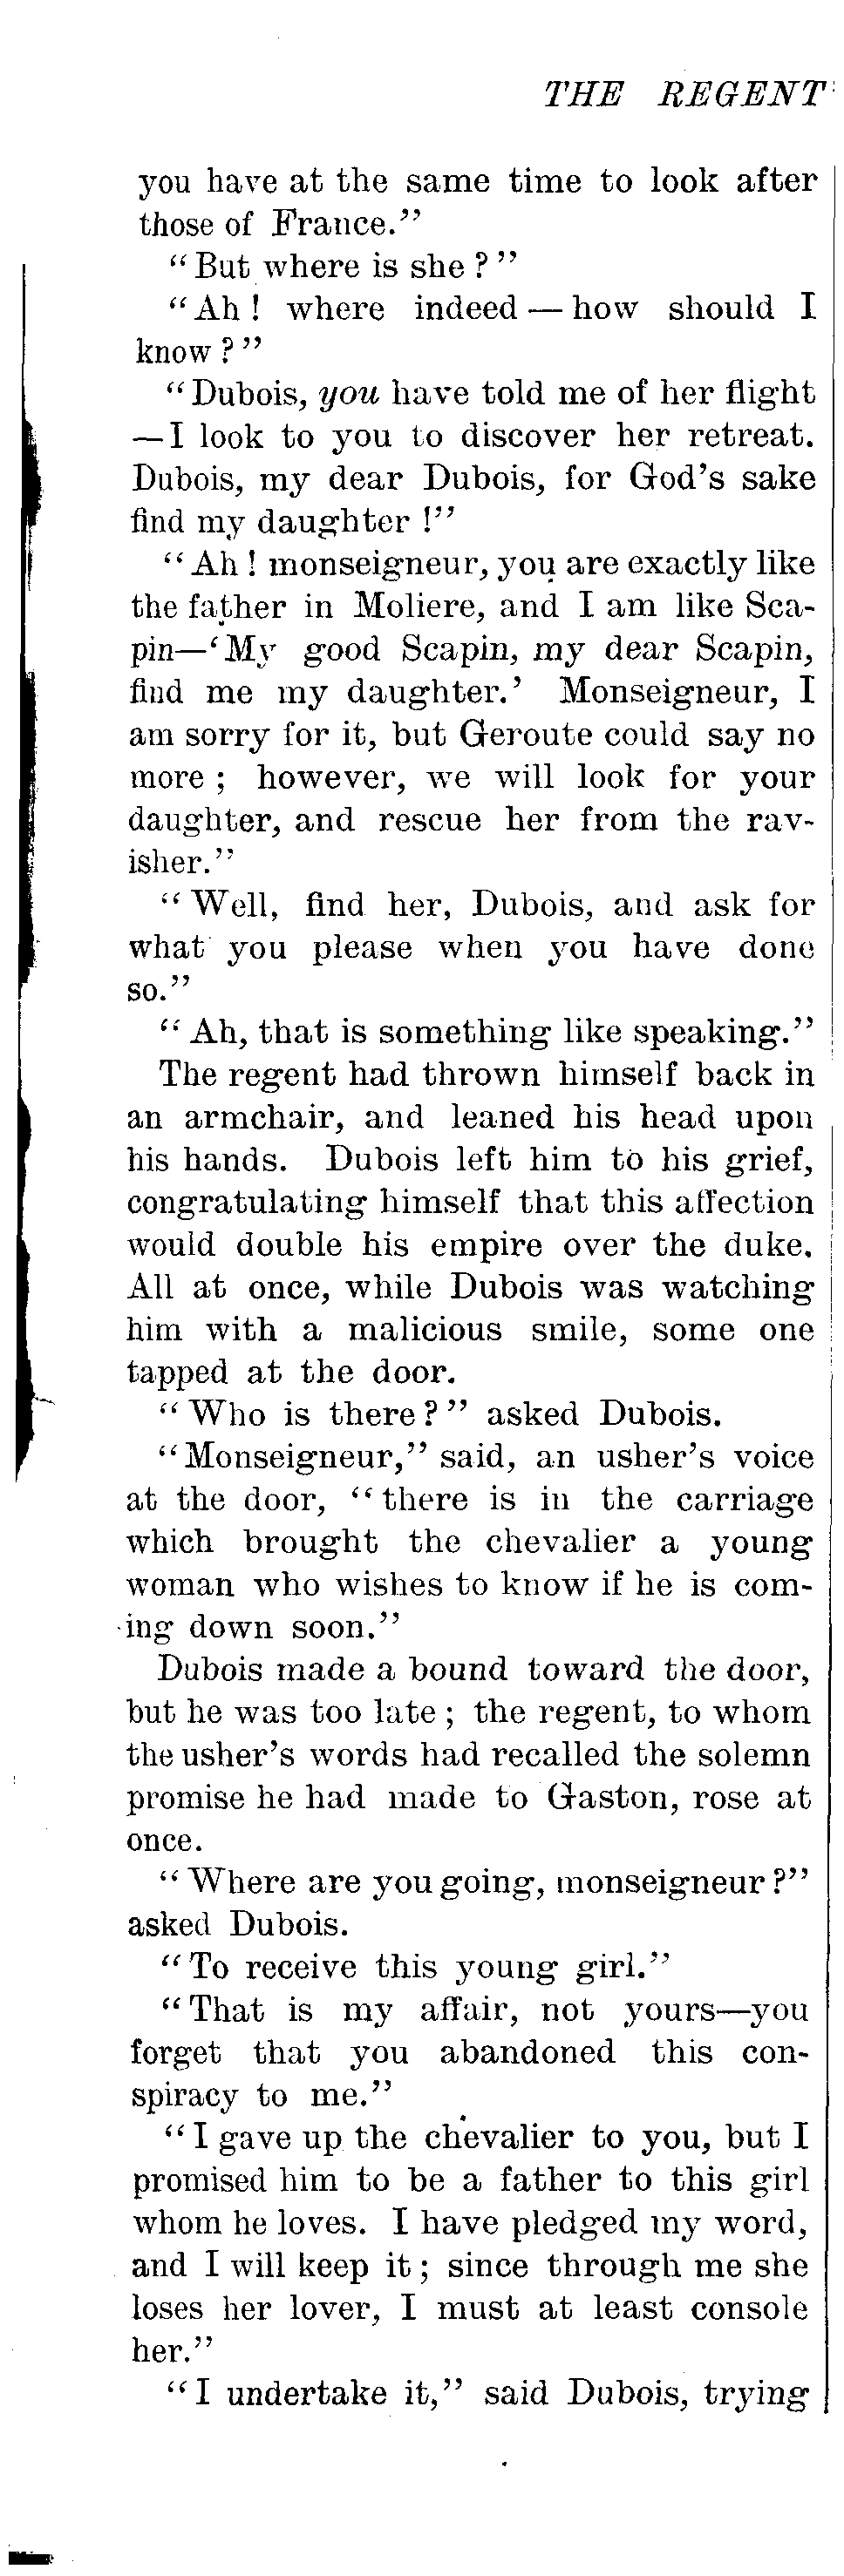 THE REGENT
you have at the same time to look after
those of France.”
“But where is she ? ”
“Ah ! where indeed — how should I
know ? ”
“Dubois, you have told me of her flight
—I look to you to discover her retreat.
Dubois, my dear Dubois, for God’s sake
find my daughter !”
“Ah ! monseigneur, you are exactly like
the father in Moliere, and I am like Sca-
pin—‘My good Scapin, my dear Scapin,
find me my daughter.’ Monseigneur, I
am sorry for it, but Geroute could say no
more ; however, we will look for your
daughter, and rescue her from the rav-
isher.”
“Well, find her, Dubois, and ask for
what you please when you have done
so.”
“Ah, that is something like speaking.”
The regent had thrown himself back in
an armchair, and leaned his head upon
his hands. Dubois left him to his grief,
congratulating himself that this affection
would double his empire over the duke.
All at once, while Dubois was watching
him with a malicious smile, some one
tapped at the door.
“Who is there ? ” asked Dubois.
“Monseigneur,” said, an usher’s voice
at the door, “there is in the carriage
which brought the chevalier a young
woman who wishes to know if he is com-
ing down soon.”
Dubois made a bound toward the door,
but he was too late ; the regent, to whom
the usher’s words had recalled the solemn
promise he had made to Gaston, rose at
once.
“Where are you going, monseigneur ?”
asked Dubois.
“To receive this young girl.”
“That is my affair, not yours—you
forget that you abandoned this con-
spiracy to me.”
“I gave up the chevalier to you, but I
promised him to be a father to this girl
whom he loves. I have pledged my word,
and I will keep it ; since through me she
loses her lover, I must at least console
her.”
“I undertake it,” said Dubois, trying